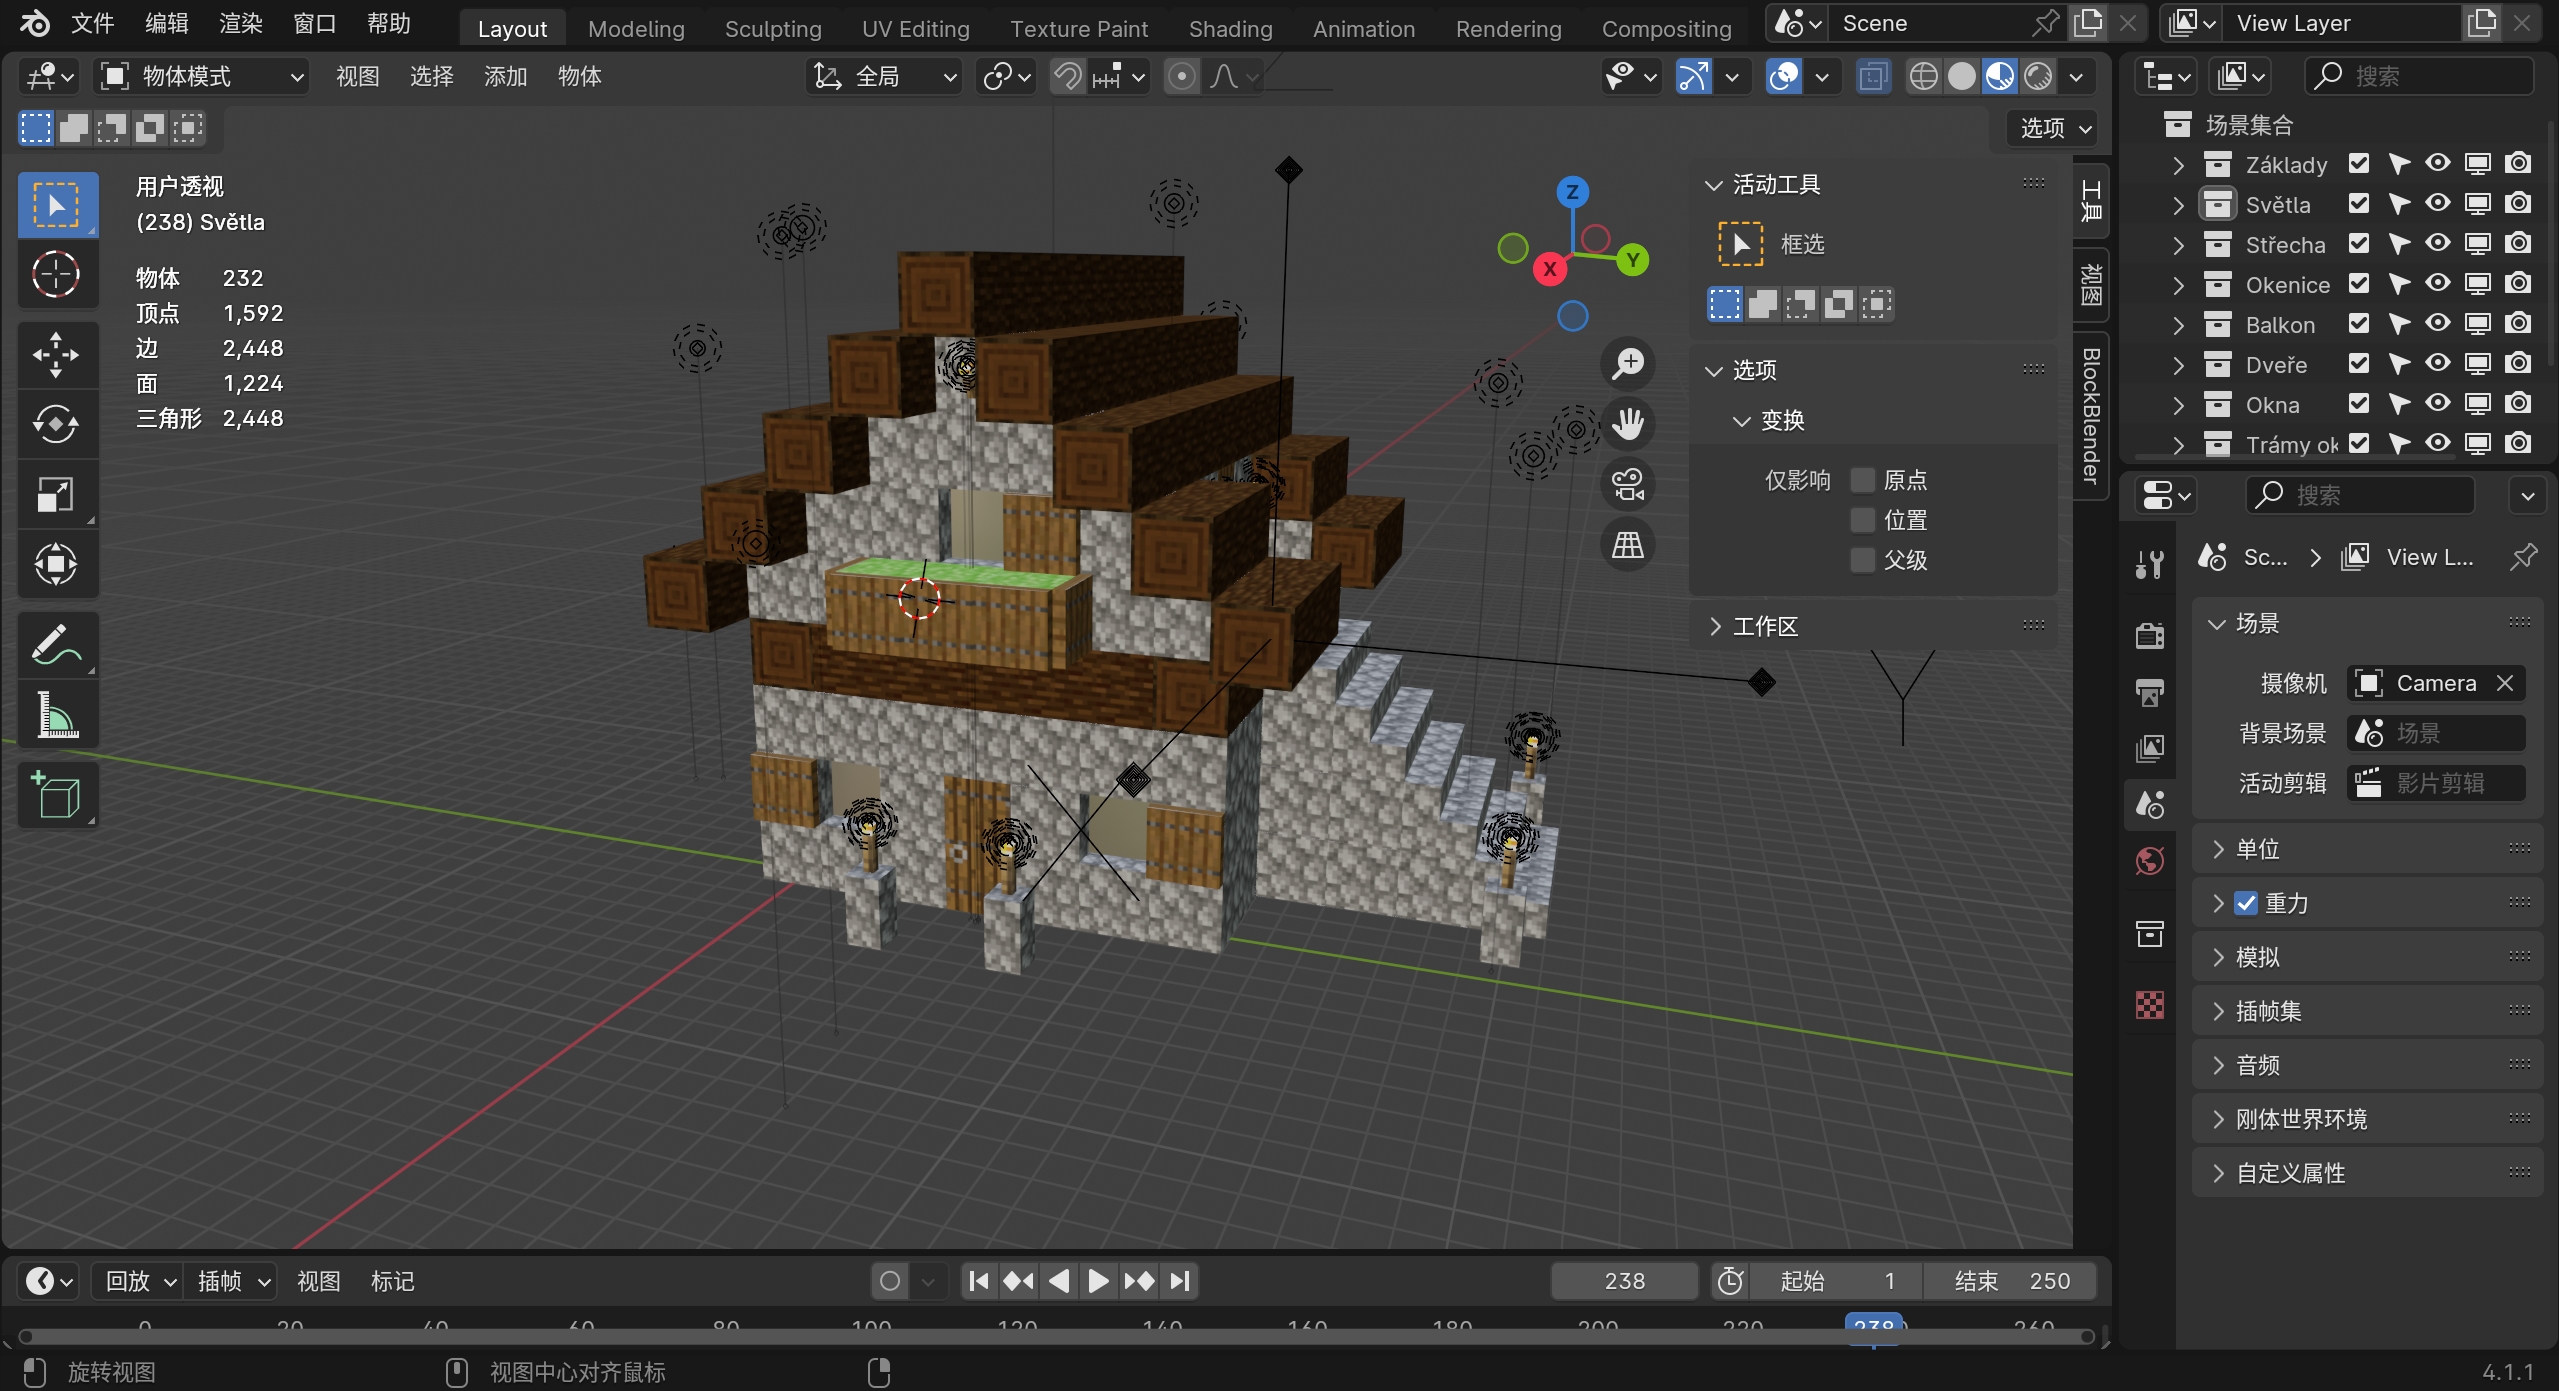 文件 编辑 渲染 窗口 帮助 Layout Modeling Sculpting UV Editing Texture Paint Shading Animation Rendering Compositing Scene View Layer
物体模式 视图 选择 添加 物体 全局 搜索
选项
用户透视
(238) Světla
物体 232
顶点 1,592
边 2,448
面 1,224
三角形 2,448
Z
Y
X
活动工具
框选
选项
变换
仅影响 原点
位置
父级
工作区
工具
视图
BlockBlender
场景集合
Základy
Světla
Střecha
Okenice
Balkon
Dveře
Okna
Trámy ok
搜索
Sc... View L...
场景
摄像机 Camera
背景场景 场景
活动剪辑 影片剪辑
单位
重力
模拟
插帧集
音频
刚体世界环境
自定义属性
回放 插帧 视图 标记 238 起始 1 结束 250
0 20 40 60 80 100 120 140 160 180 200 220 238 260
旋转视图 视图中心对齐鼠标 4.1.1